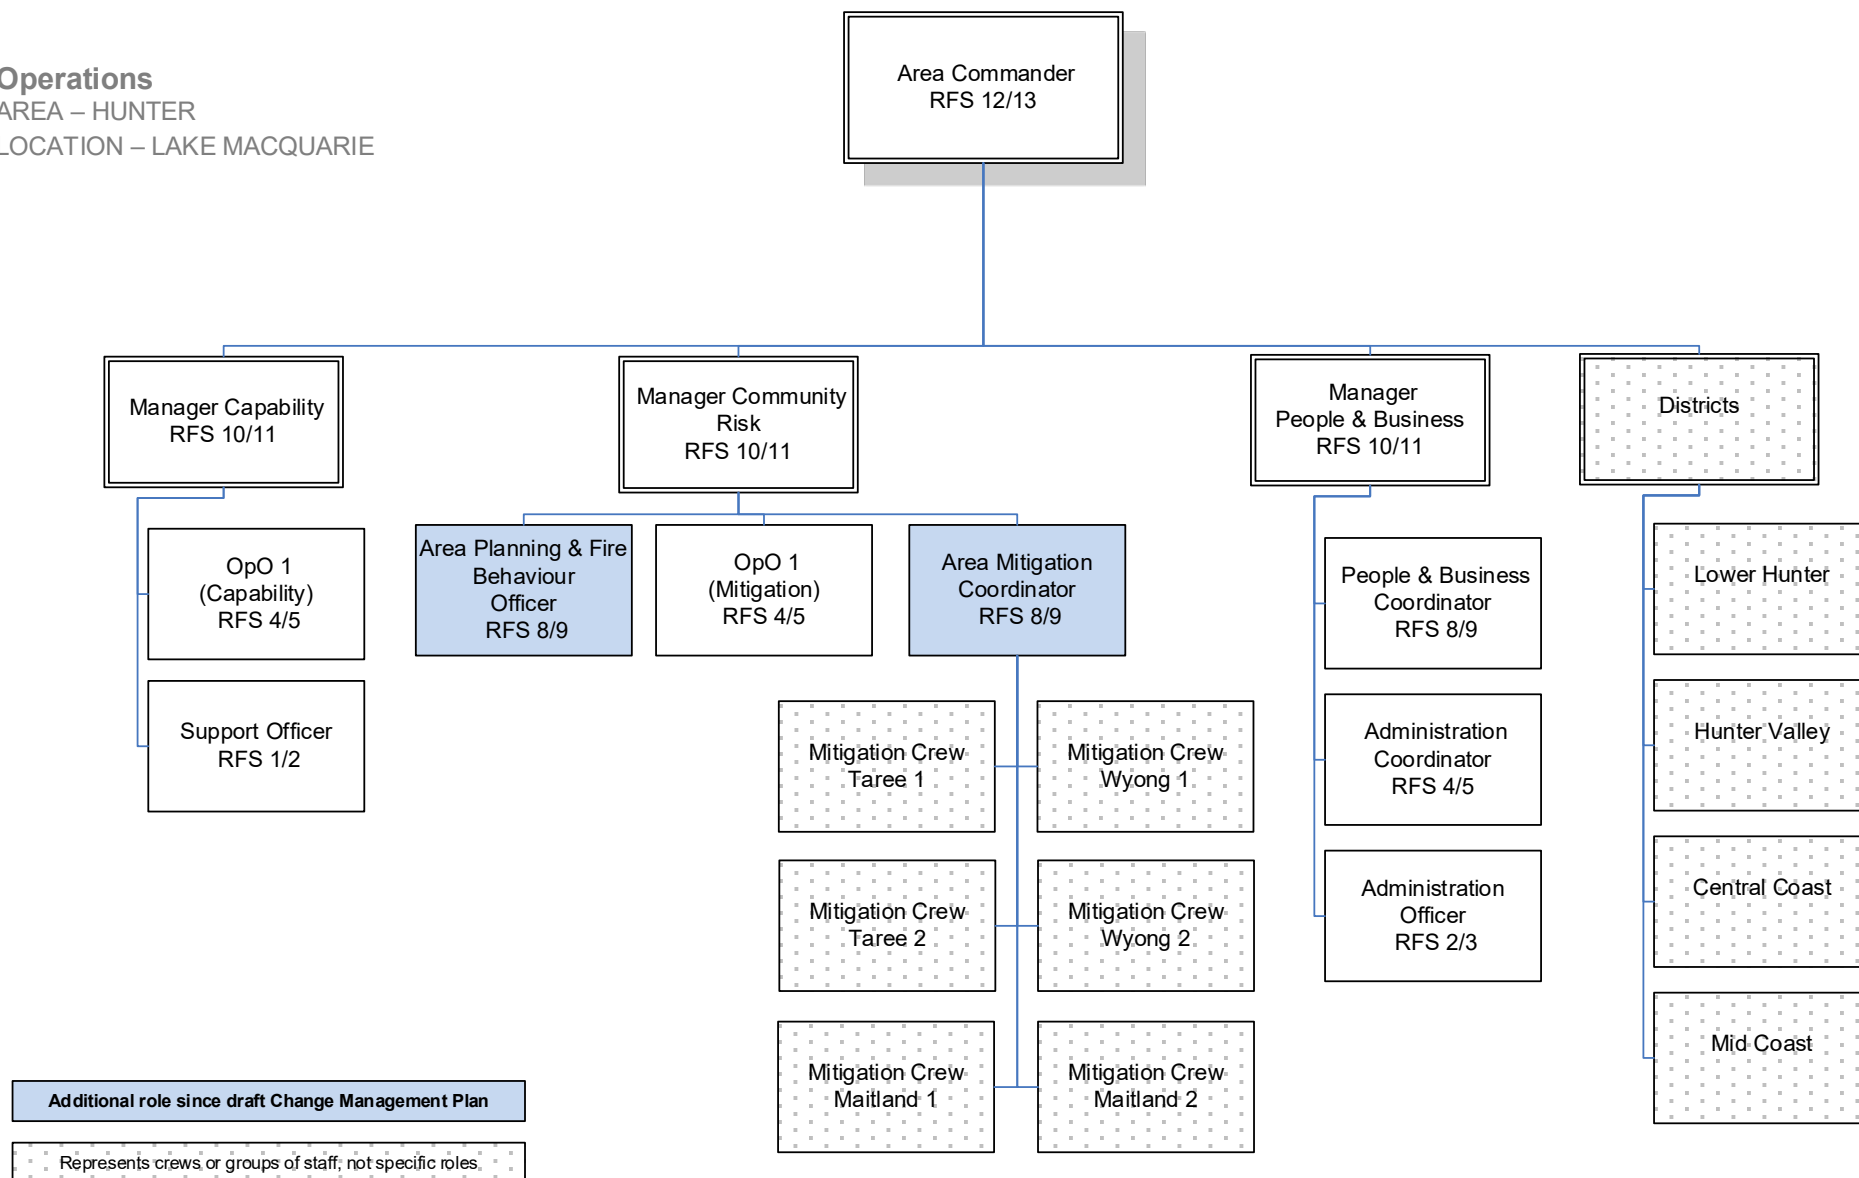 Operations
AREA – HUNTER
LOCATION – LAKE MACQUARIE
Area Commander
RFS 12/13
Manager Capability
RFS 10/11
Manager Community
Risk
RFS 10/11
Manager
People & Business
RFS 10/11
Districts
OpO 1
(Capability)
RFS 4/5
Support Officer
RFS 1/2
Area Planning & Fire
Behaviour
Officer
RFS 8/9
OpO 1
(Mitigation)
RFS 4/5
Area Mitigation
Coordinator
RFS 8/9
Mitigation Crew
Taree 1
Mitigation Crew
Wyong 1
Mitigation Crew
Taree 2
Mitigation Crew
Wyong 2
Mitigation Crew
Maitland 1
Mitigation Crew
Maitland 2
People & Business
Coordinator
RFS 8/9
Administration
Coordinator
RFS 4/5
Administration
Officer
RFS 2/3
Lower Hunter
Hunter Valley
Central Coast
Mid Coast
Additional role since draft Change Management Plan
Represents crews or groups of staff, not specific roles